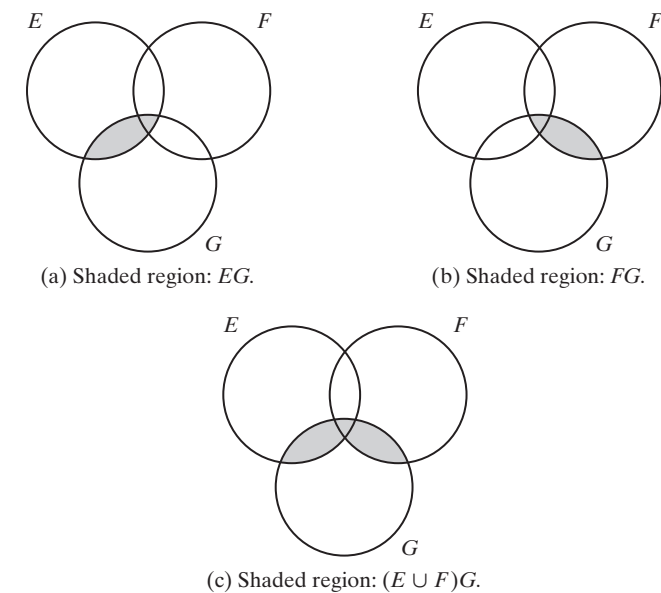 E F E F
G G
(a) Shaded region: EG. (b) Shaded region: FG.
E F
G
(c) Shaded region: (E ∪ F)G.